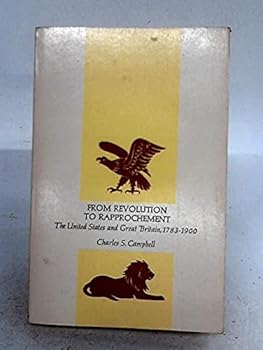 FROM REVOLUTION
TO RAPPROCHEMENT
The United States and Great Britain, 1783-1900
Charles S. Campbell